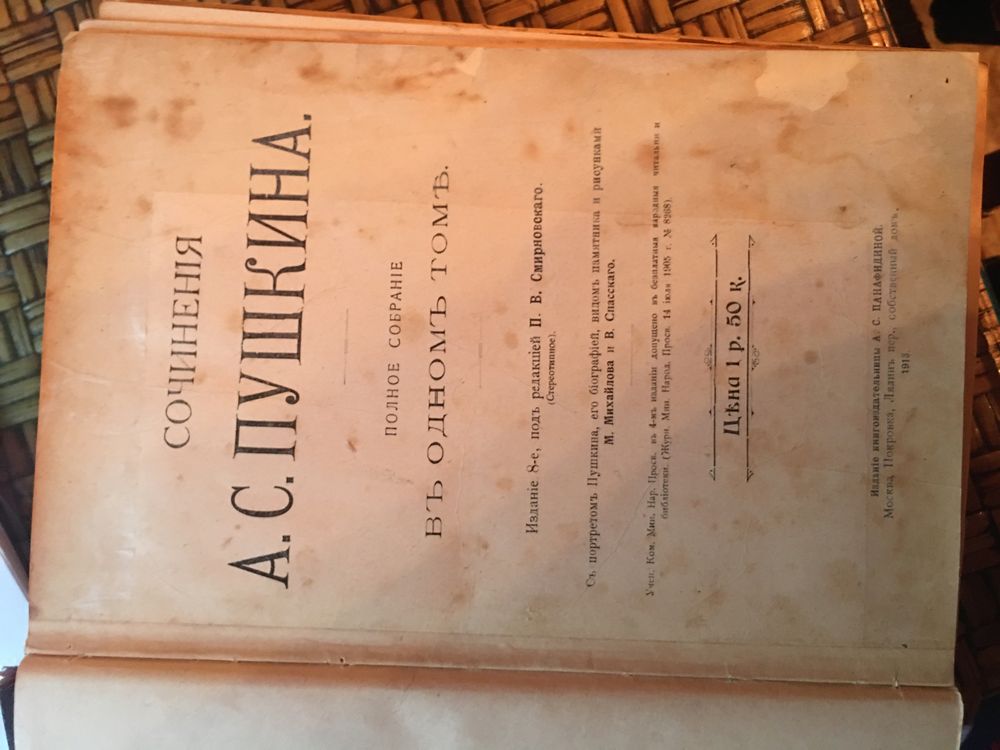 СОЧИНЕНІЯ
А. С. ПУШКИНА.
ПОЛНОЕ СОБРАНІЕ
ВЪ ОДНОМЪ ТОМѢ.
Изданіе 8-е, подъ редакціей П. В. Смирновскаго.
(Стереотипное).
Съ портретомъ Пушкина, его біографіей, видомъ памятника и рисунками
М. Михайлова и В. Спасскаго.
Учен. Ком. Мин. Нар. Просв. въ 4-мъ изданіи допущено въ безплатныя народныя читальни и
библіотеки. (Журн. Мин. Народ. Просв. 14 іюля 1905 г. № 8268).
Цѣна 1 р. 50 к.
Изданіе книгоиздательницы А. С. ПАНАФИДИНОЙ.
Москва, Покровка, Лялинъ пер., собственный домъ.
1913.